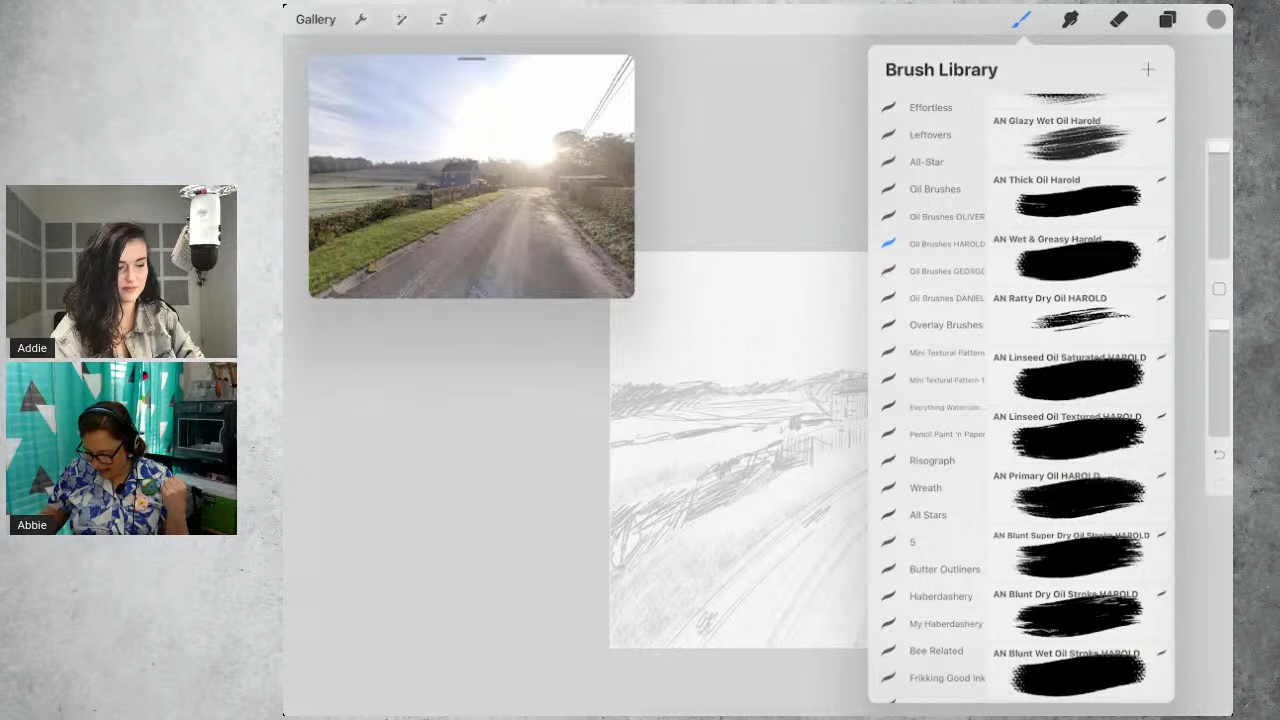 Gallery
Brush Library
Effortless
Leftovers
All-Star
Oil Brushes
Oil Brushes OLIVER
Oil Brushes HAROLD
Oil Brushes GEORGE
Oil Brushes DANIEL
Overlay Brushes
Mini Textural Pattern
Mini Textural Pattern 1
Everything Watercolo...
Pencil Paint 'n Paper
Risograph
Wreath
All Stars
5
Butter Outliners
Haberdashery
My Haberdashery
Bee Related
Frikking Good Ink
AN Glazy Wet Oil Harold
AN Thick Oil Harold
AN Wet & Greasy Harold
AN Ratty Dry Oil HAROLD
AN Linseed Oil Saturated HAROLD
AN Linseed Oil Textured HAROLD
AN Primary Oil HAROLD
AN Blunt Super Dry Oil Stroke HAROLD
AN Blunt Dry Oil Stroke HAROLD
AN Blunt Wet Oil Stroke HAROLD
Addie
Abbie